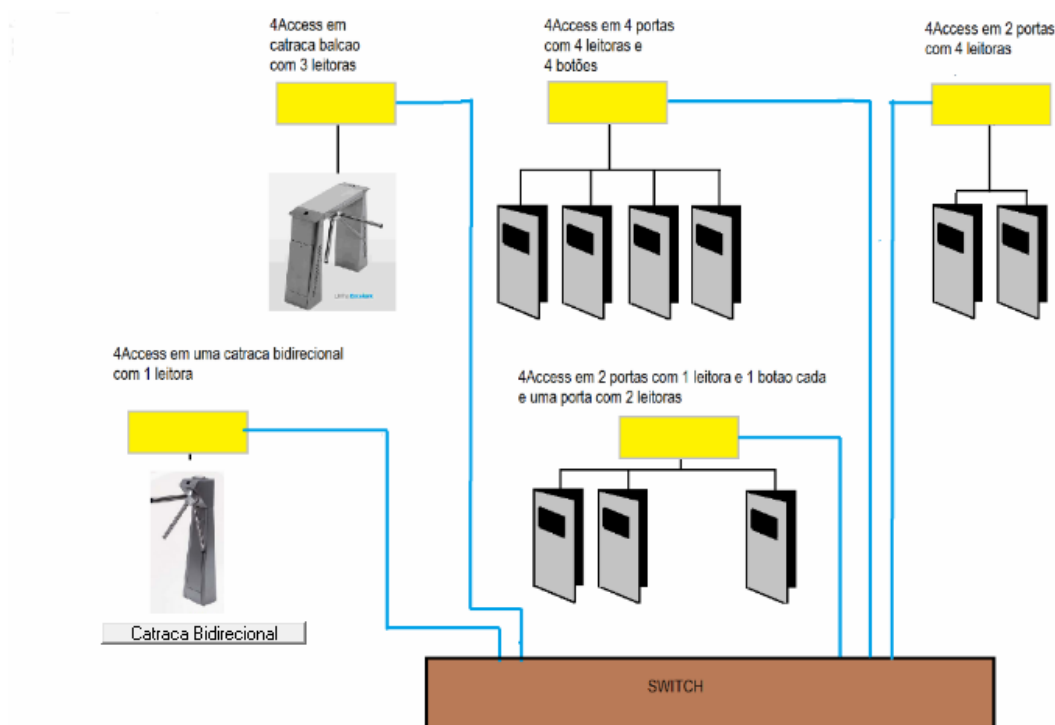 4Access em
catraca balcao
com 3 leitoras
4Access em 4 portas
com 4 leitoras e
4 botões
4Access em 2 portas
com 4 leitoras
4Access em uma catraca bidirecional
com 1 leitora
4Access em 2 portas com 1 leitora e 1 botao cada
e uma porta com 2 leitoras
Catraca Bidirecional
SWITCH